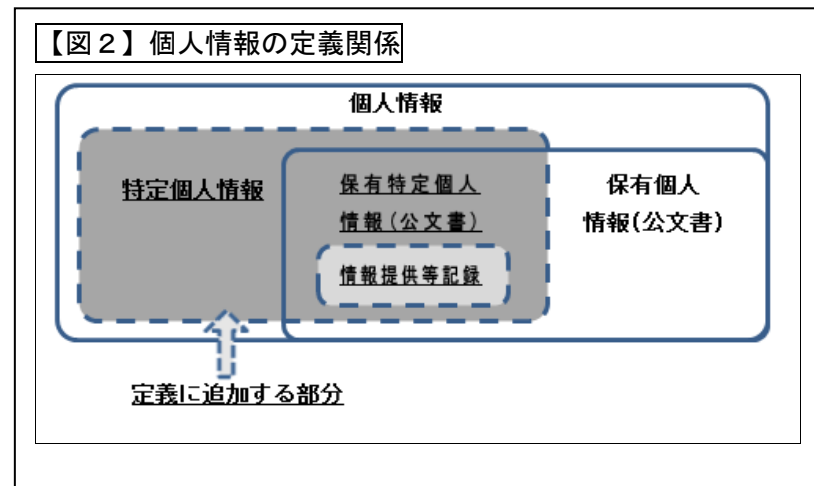 【図２】個人情報の定義関係
個人情報
特定個人情報
保有特定個人
情報（公文書）
情報提供等記録
保有個人
情報(公文書)
定義に追加する部分